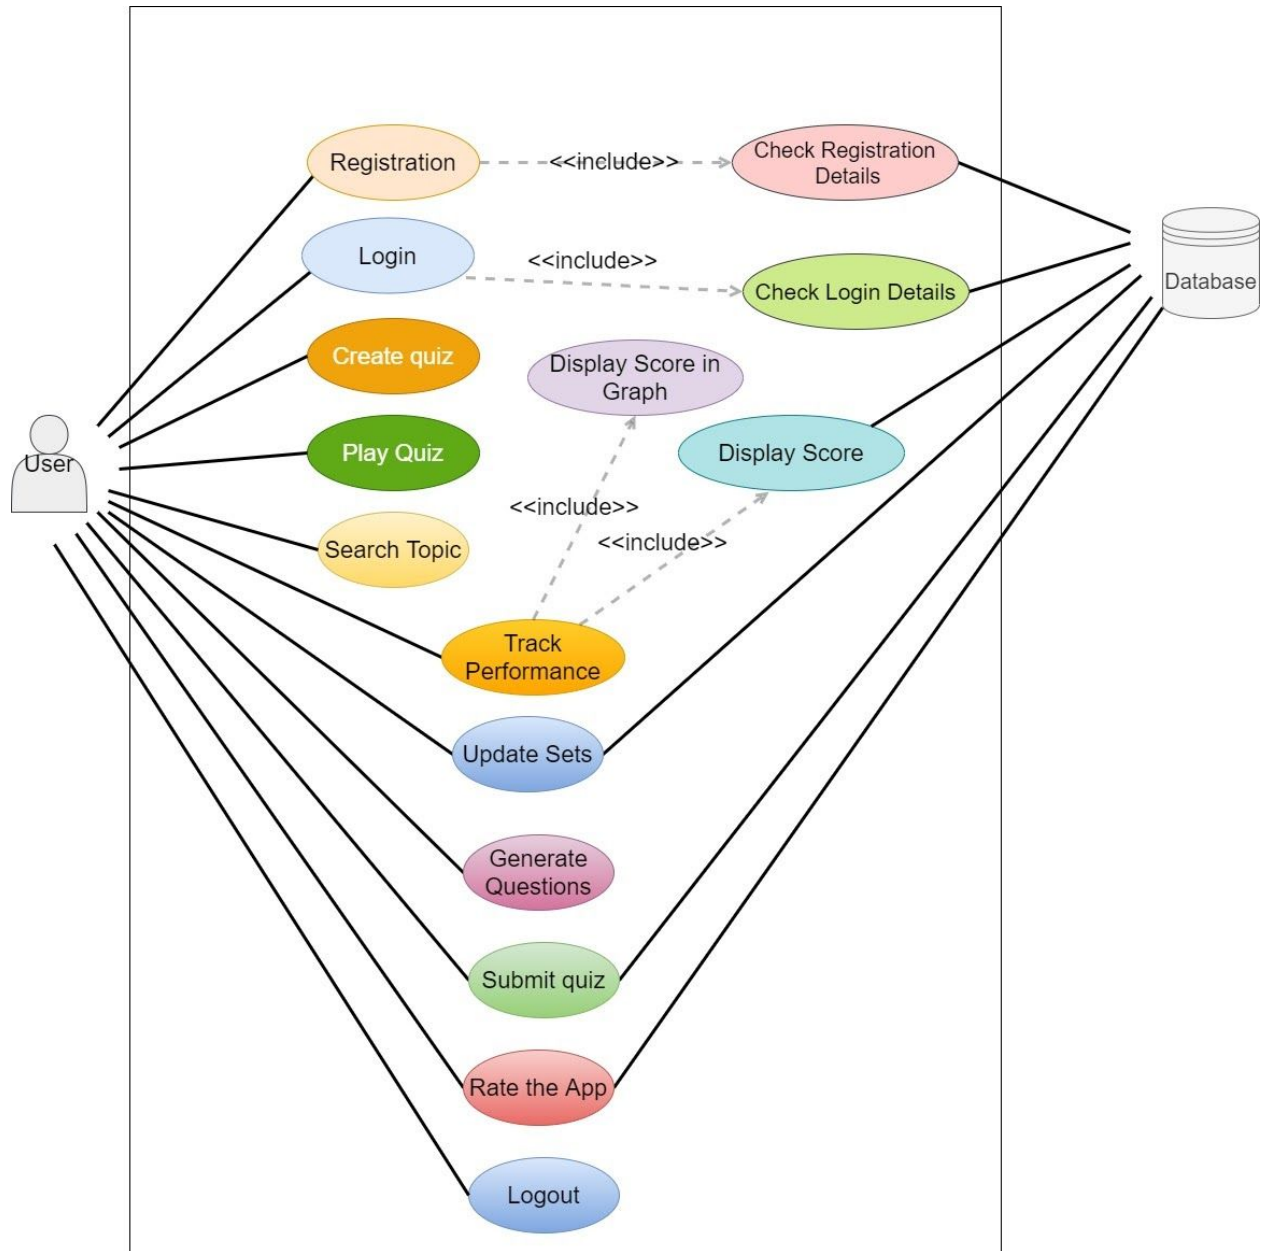 Registration
<<include>>
Check Registration
Details
Login
<<include>>
Check Login Details
Database
Create quiz
Display Score in
Graph
User
Play Quiz
Display Score
<<include>>
Search Topic
<<include>>
Track
Performance
Update Sets
Generate
Questions
Submit quiz
Rate the App
Logout